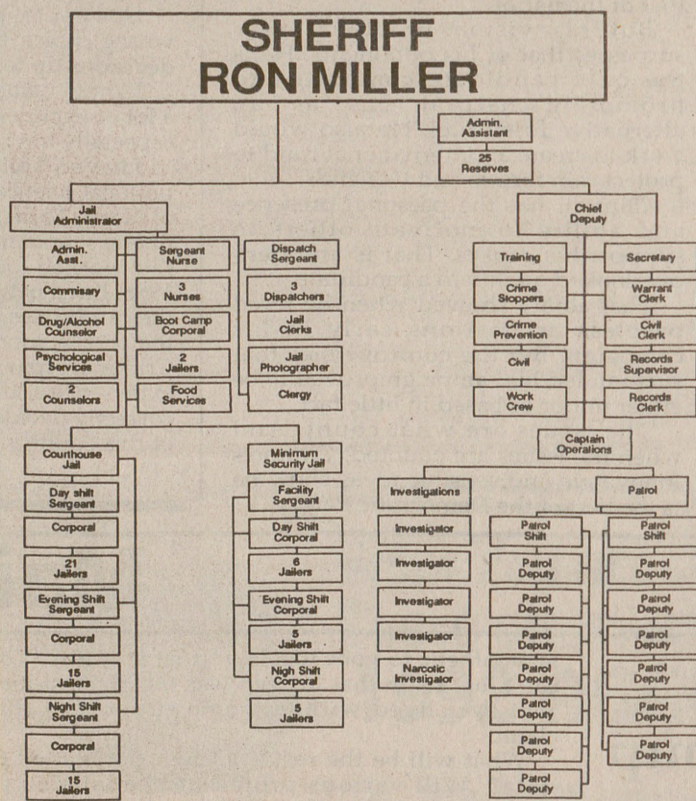 SHERIFF
RON MILLER
Admin.
Assistant
25
Reserves
Jail
Administrator
Admin.
Asst.
Commisary
Drug/Alcohol
Counselor
Psychological
Services
2
Counselors
Sergeant
Nurse
3
Nurses
Boot Camp
Corporal
2
Jailers
Food
Services
Dispatch
Sergeant
3
Dispatchers
Jail
Clerks
Jail
Photographer
Clergy
Courthouse
Jail
Day shift
Sergeant
Corporal
21
Jailers
Evening Shift
Sergeant
Corporal
15
Jailers
Night Shift
Sergeant
Corporal
15
Jailers
Minimum
Security Jail
Facility
Sergeant
Day Shift
Corporal
6
Jailers
Evening Shift
Corporal
5
Jailers
Nigh Shift
Corporal
5
Jailers
Chief
Deputy
Training
Crime
Stoppers
Crime
Prevention
Civil
Work
Crew
Secretary
Warrant
Clerk
Civil
Clerk
Records
Supervisor
Records
Clerk
Captain
Operations
Investigations
Investigator
Investigator
Investigator
Investigator
Narcotic
Investigator
Patrol
Patrol
Shift
Patrol
Deputy
Patrol
Deputy
Patrol
Deputy
Patrol
Deputy
Patrol
Deputy
Patrol
Deputy
Patrol
Deputy
Patrol
Shift
Patrol
Deputy
Patrol
Deputy
Patrol
Deputy
Patrol
Deputy
Patrol
Deputy
Patrol
Deputy